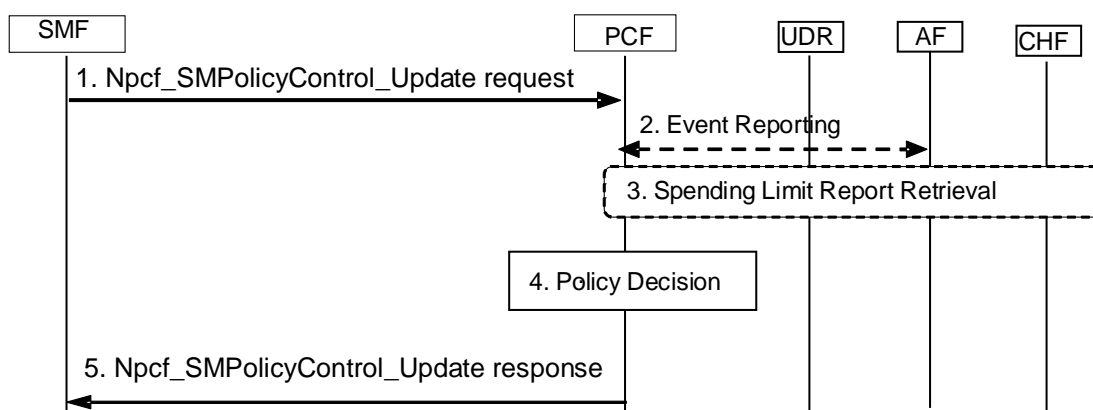 SMF
PCF
UDR
AF
CHF
1. Npcf_SMPolicyControl_Update request
2. Event Reporting
3. Spending Limit Report Retrieval
4. Policy Decision
5. Npcf_SMPolicyControl_Update response